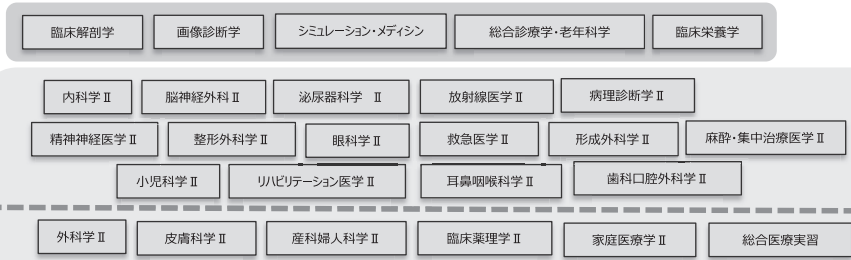 臨床解剖学 画像診断学 シミュレーション・メディシン 総合診療学・老年科学 臨床栄養学
内科学Ⅱ 脳神経外科Ⅱ 泌尿器科学 Ⅱ 放射線医学Ⅱ 病理診断学Ⅱ
精神神経医学Ⅱ 整形外科学Ⅱ 眼科学Ⅱ 救急医学Ⅱ 形成外科学Ⅱ 麻酔・集中治療医学Ⅱ
小児科学Ⅱ リハビリテーション医学Ⅱ 耳鼻咽喉科学Ⅱ 歯科口腔外科学Ⅱ
外科学Ⅱ 皮膚科学Ⅱ 産科婦人科学Ⅱ 臨床薬理学Ⅱ 家庭医療学Ⅱ 総合医療実習